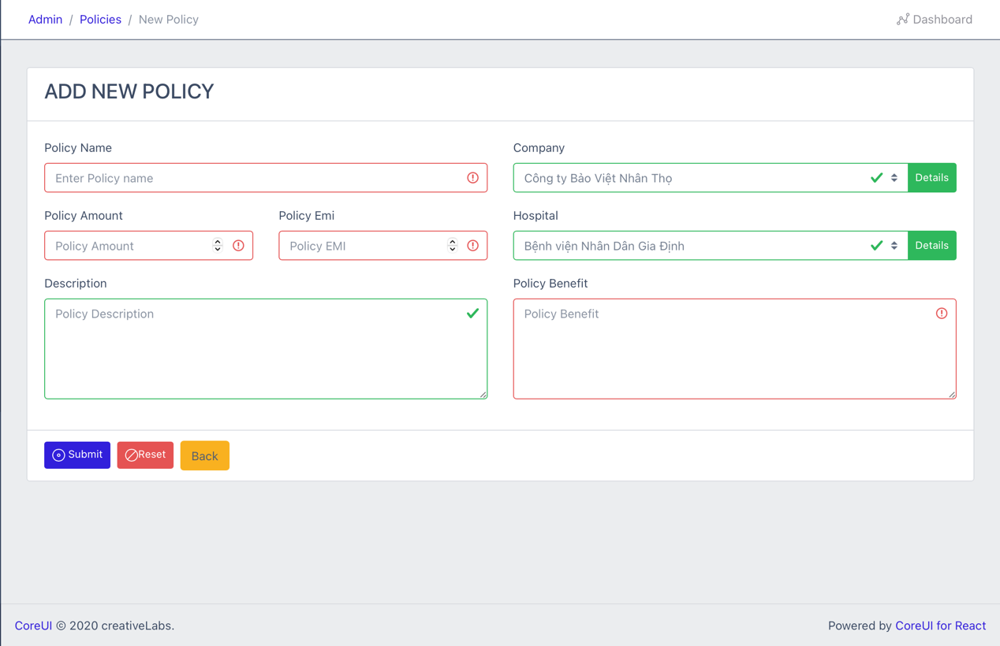 Admin / Policies / New Policy
Dashboard
ADD NEW POLICY
Policy Name
Enter Policy name
Company
Công ty Bảo Việt Nhân Thọ
Details
Policy Amount
Policy Amount
Policy Emi
Policy EMI
Hospital
Bệnh viện Nhân Dân Gia Định
Details
Description
Policy Description
Policy Benefit
Policy Benefit
Submit
Reset
Back
CoreUI © 2020 creativeLabs.
Powered by CoreUI for React